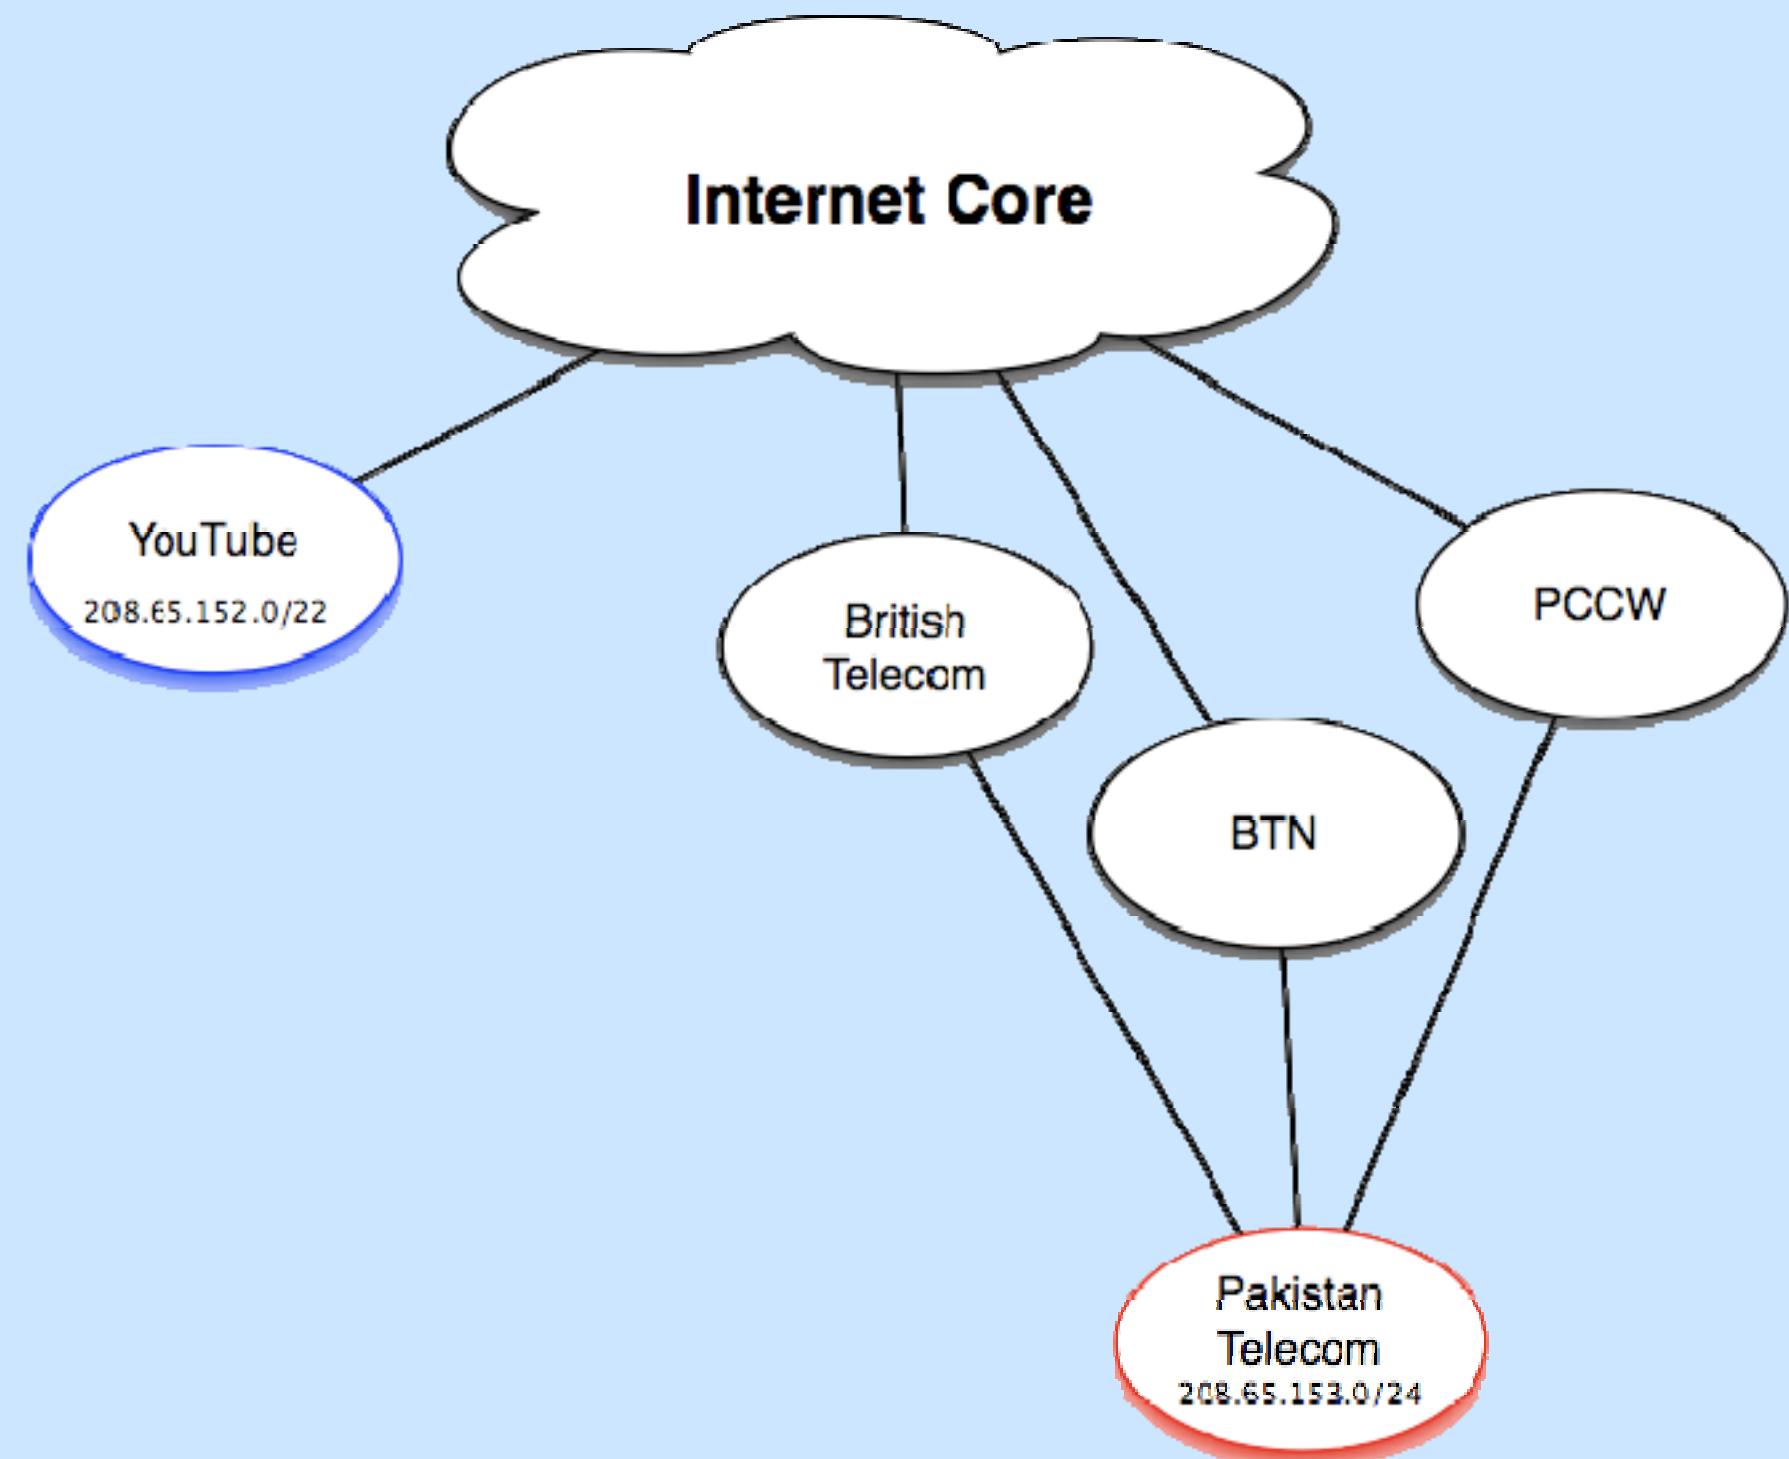 Internet Core
YouTube
208.65.152.0/22
British
Telecom
PCCW
BTN
Pakistan
Telecom
208.65.153.0/24